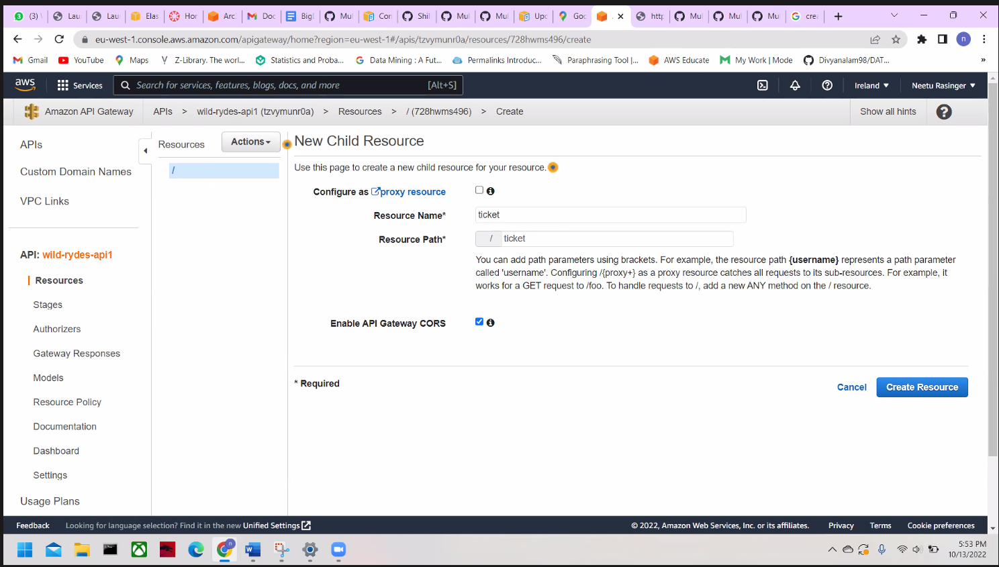 (3) Lau Lau Elas Hor Arc Doc Big Mul Con Shil Mul Mul Upc Goc http Mul Mul Mul crea
eu-west-1.console.aws.amazon.com/apigateway/home?region=eu-west-1#/apis/tzvymunr0a/resources/728hwms496/create n
Gmail YouTube Maps Z-Library. The worl... Statistics and Proba... Data Mining : A Fut... Permalinks Introduc... Paraphrasing Tool |... AWS Educate My Work | Mode Divyanalam98/DAT... »
aws Services Search for services, features, blogs, docs, and more [Alt+S] Ireland Neetu Rasinger
Amazon API Gateway APIs > wild-rydes-api1 (tzvymunr0a) > Resources > / (728hwms496) > Create Show all hints
APIs
Custom Domain Names
VPC Links
API: wild-rydes-api1
Resources
Stages
Authorizers
Gateway Responses
Models
Resource Policy
Documentation
Dashboard
Settings
Usage Plans
Resources Actions
/
New Child Resource
Use this page to create a new child resource for your resource.
Configure as proxy resource
Resource Name* ticket
Resource Path* / ticket
You can add path parameters using brackets. For example, the resource path {username} represents a path parameter
called 'username'. Configuring /{proxy+} as a proxy resource catches all requests to its sub-resources. For example, it
works for a GET request to /foo. To handle requests to /, add a new ANY method on the / resource.
Enable API Gateway CORS
* Required
Cancel Create Resource
Feedback Looking for language selection? Find it in the new Unified Settings © 2022, Amazon Web Services, Inc. or its affiliates. Privacy Terms Cookie preferences
5:53 PM
10/13/2022